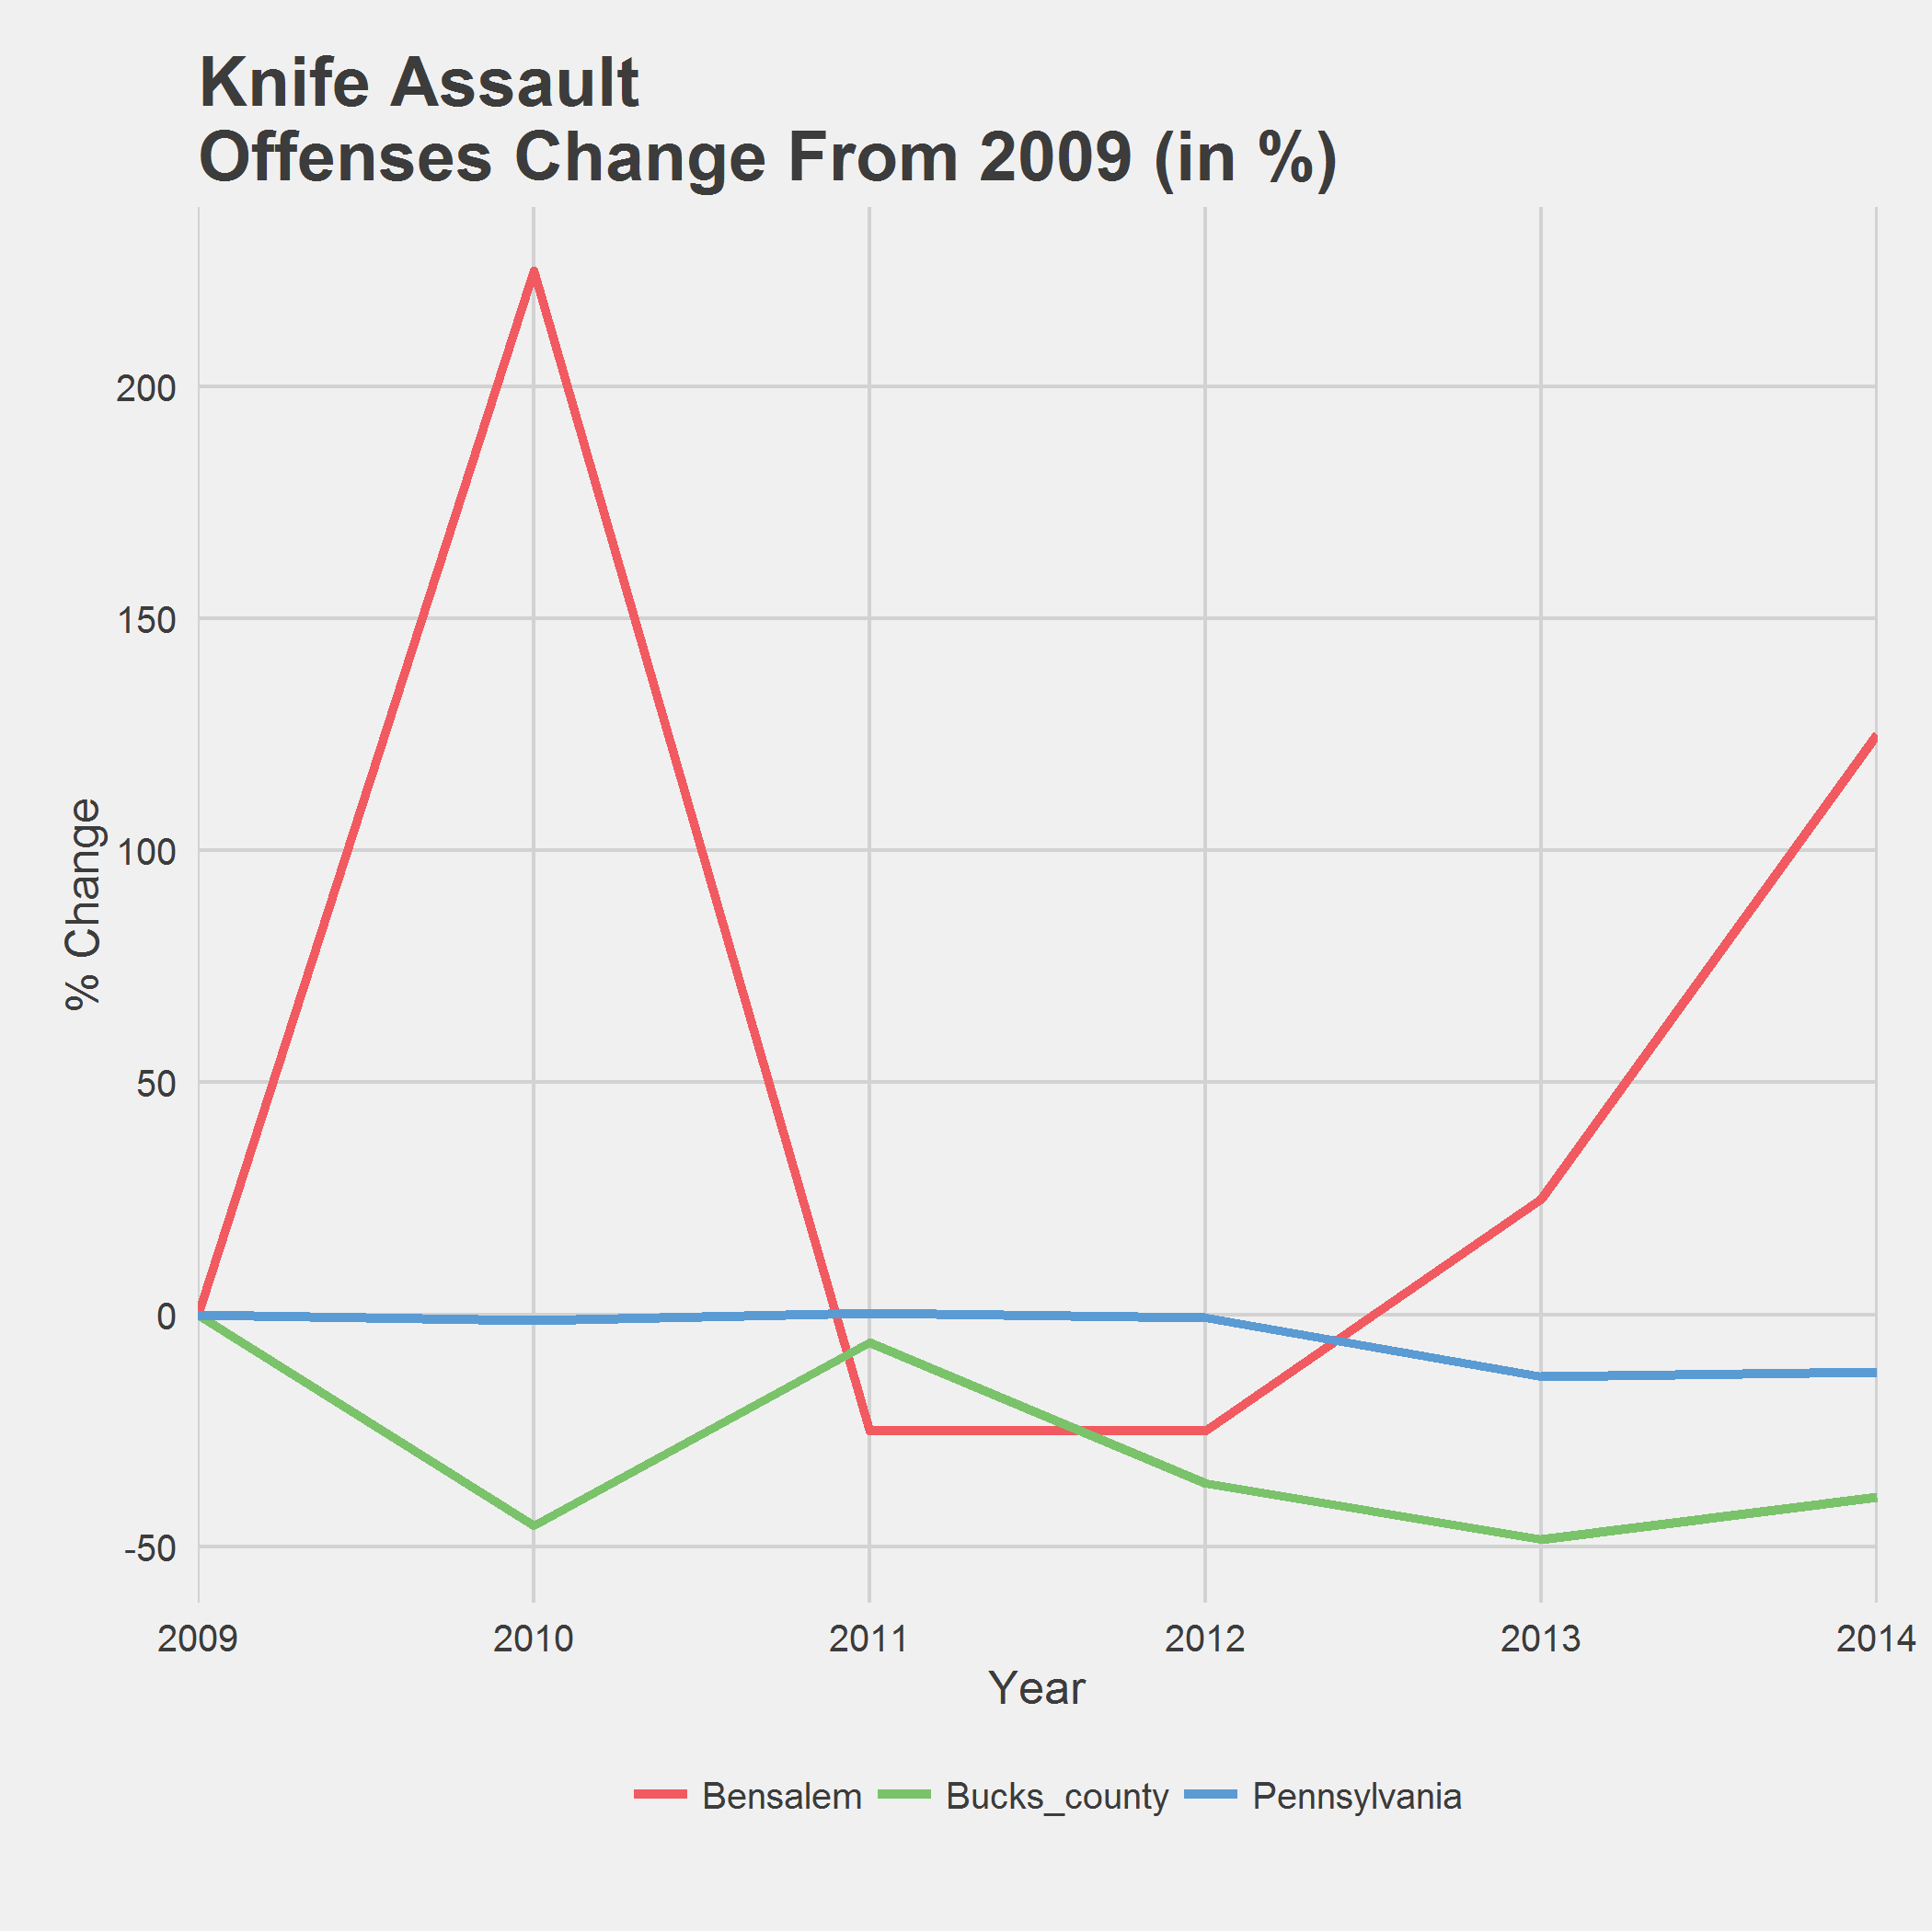 Knife Assault
Offenses Change From 2009 (in %)
% Change
200
150
100
50
0
-50
2009 2010 2011 2012 2013 2014
Year
Bensalem Bucks_county Pennsylvania